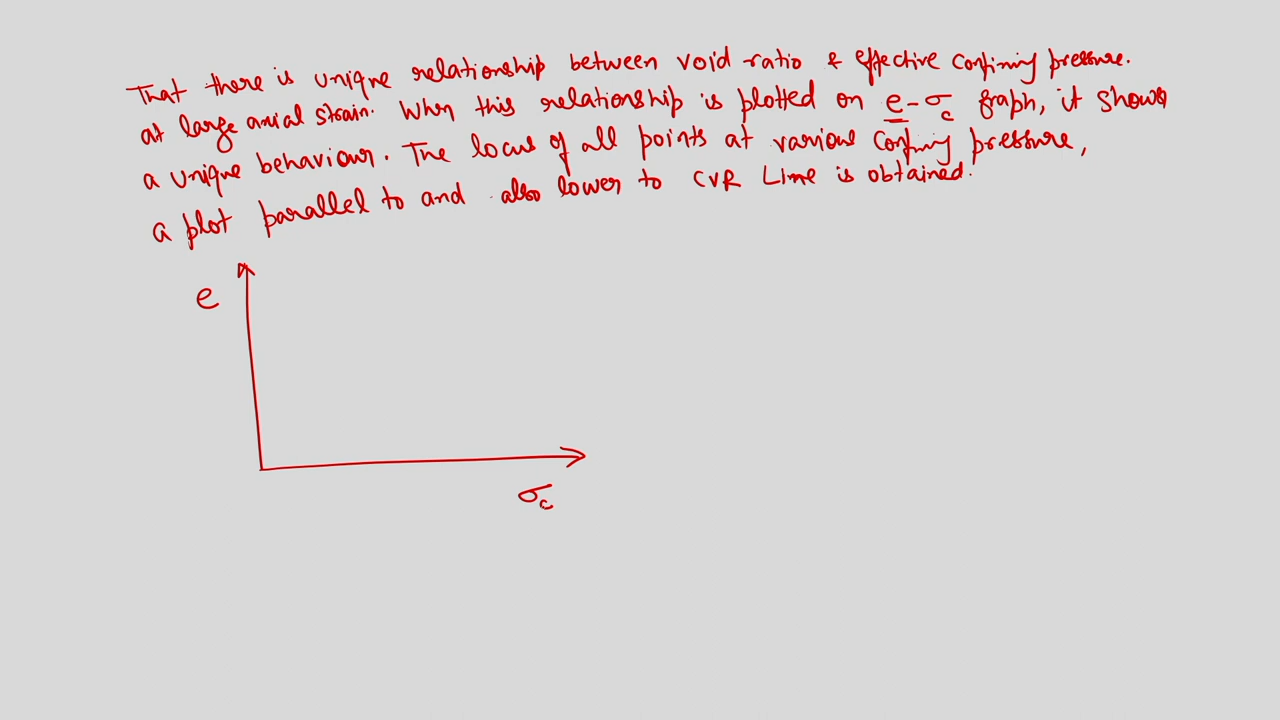 That there is unique relationship between void ratio & effective confining pressure.
at large axial strain. When this relationship is plotted on e-σc graph, it shows
a unique behaviour. The locus of all points at various confining pressure,
a plot parallel to and also lower to CVR Line is obtained.
e
σc